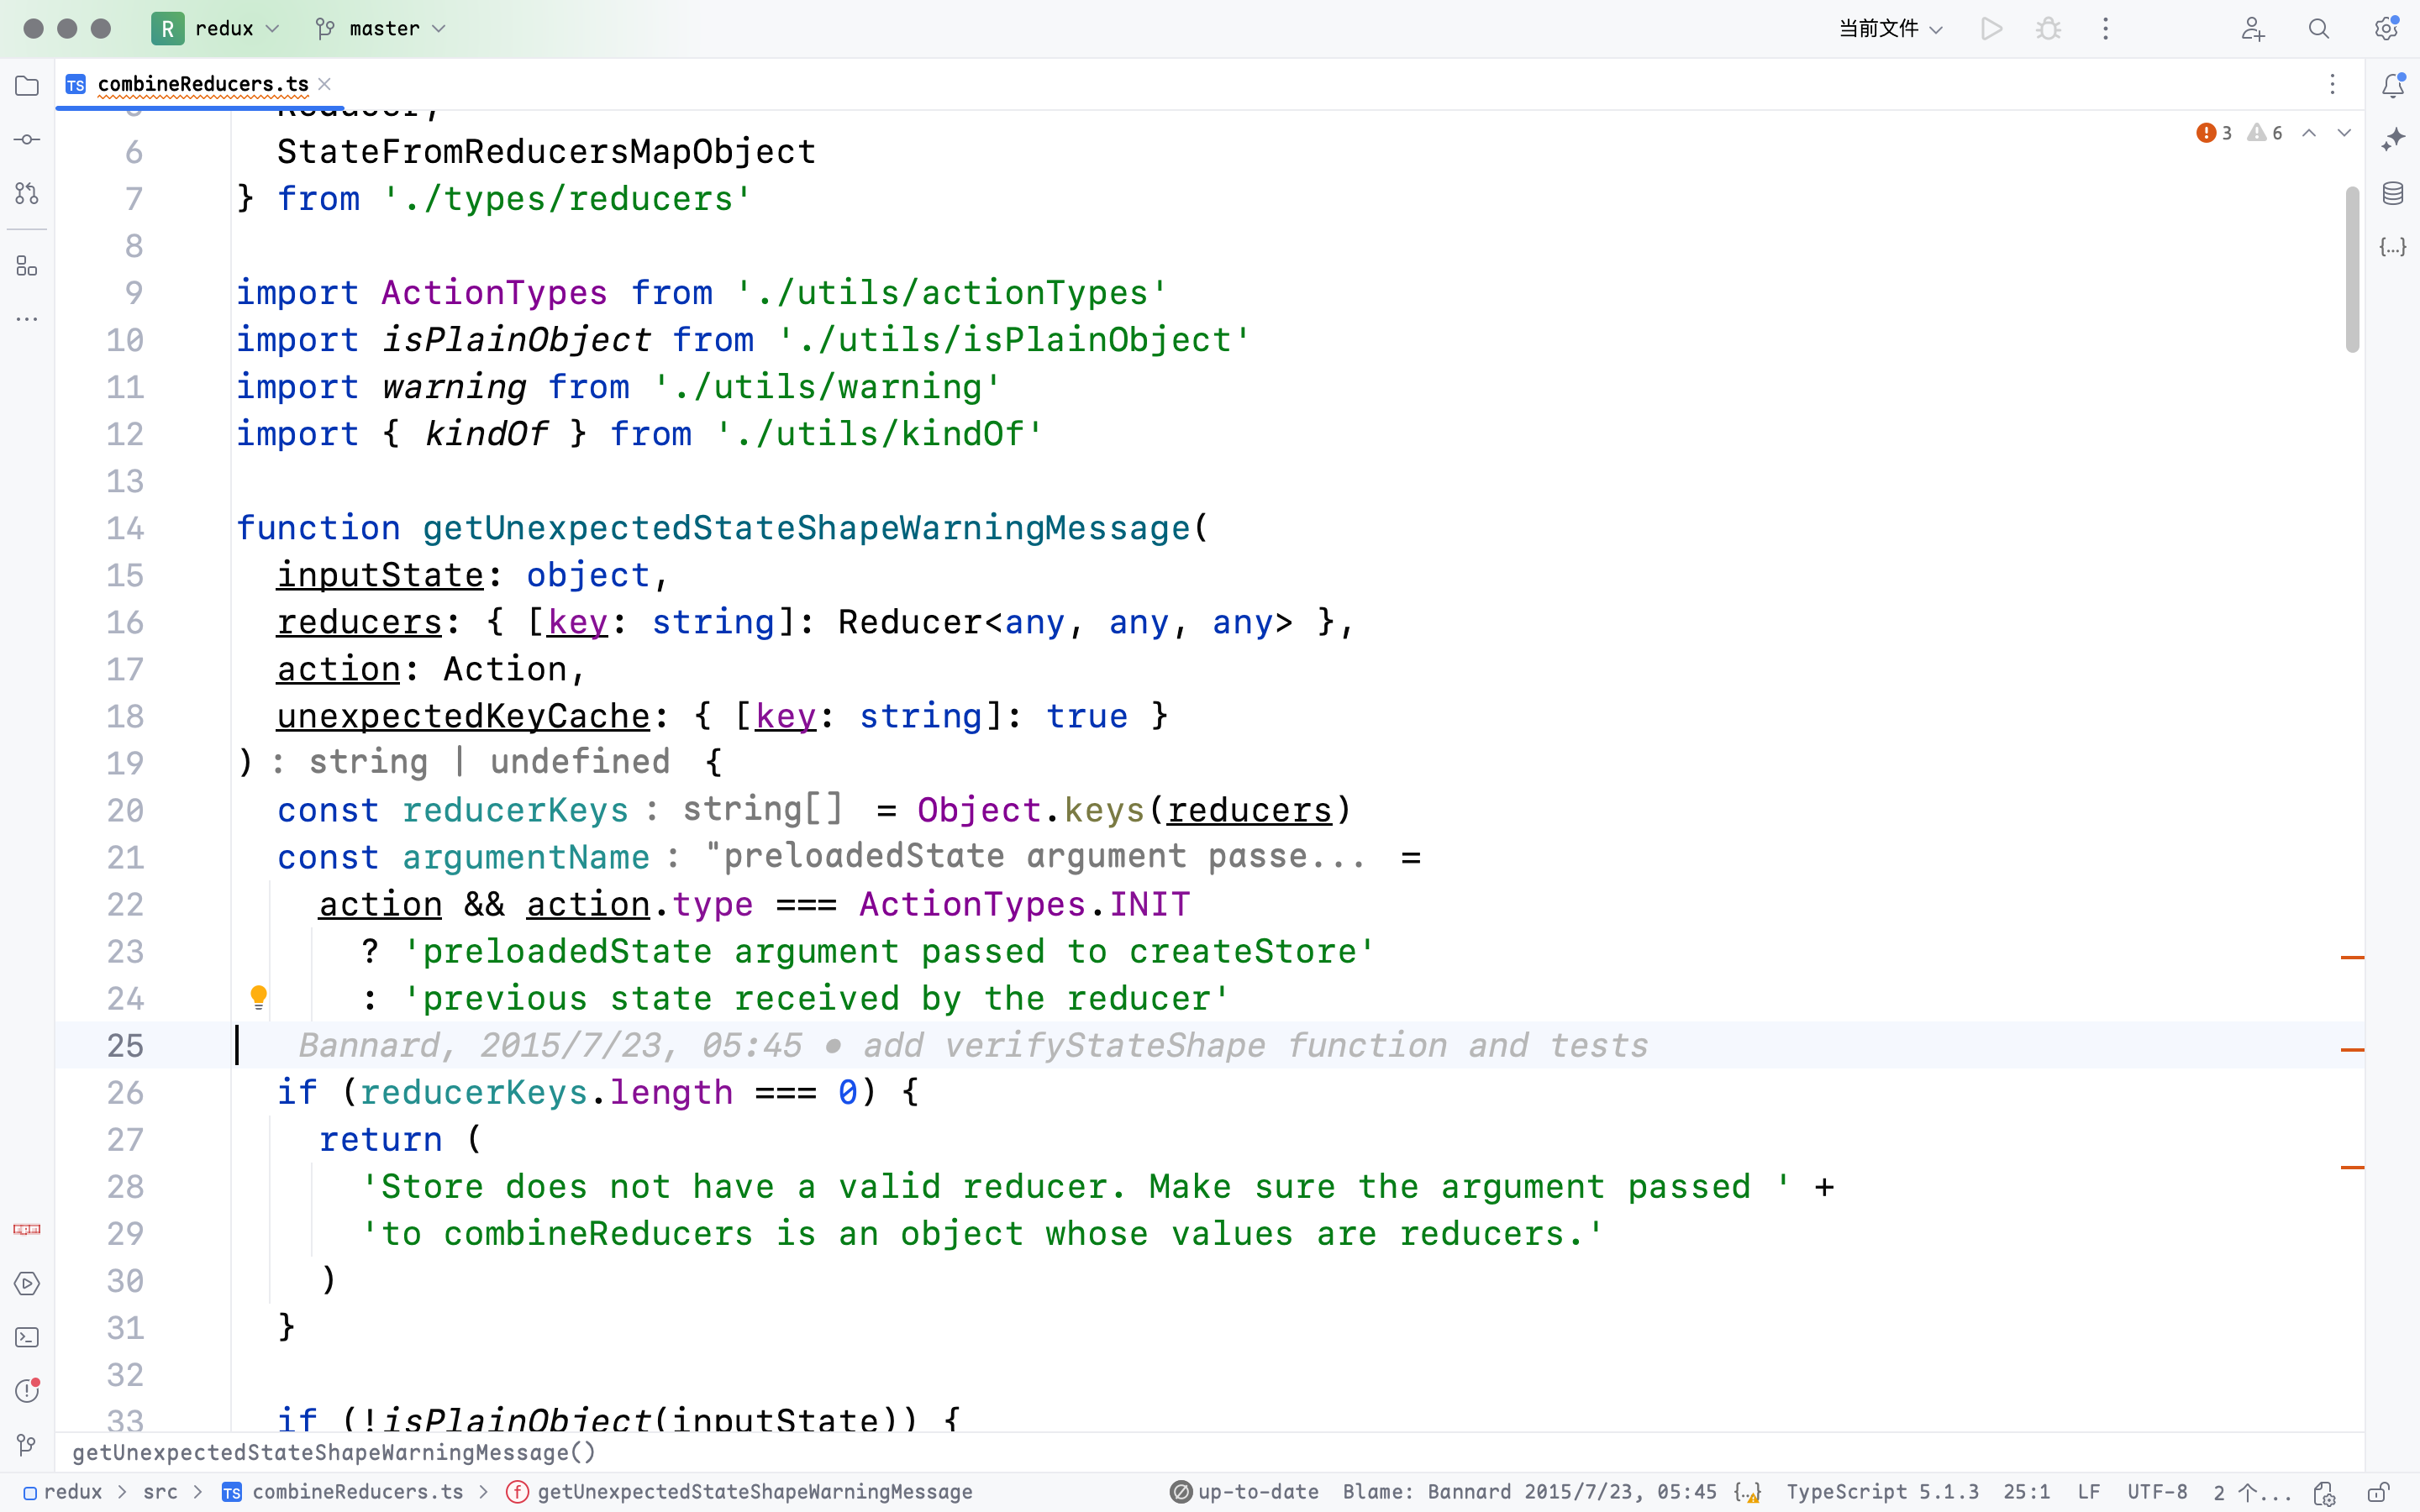 R redux master 当前文件
TS combineReducers.ts
Reducer,
3 6
6 StateFromReducersMapObject
7 } from './types/reducers'
8
9 import ActionTypes from './utils/actionTypes'
10 import isPlainObject from './utils/isPlainObject'
11 import warning from './utils/warning'
12 import { kindOf } from './utils/kindOf'
13
14 function getUnexpectedStateShapeWarningMessage(
15 inputState: object,
16 reducers: { [key: string]: Reducer<any, any, any> },
17 action: Action,
18 unexpectedKeyCache: { [key: string]: true }
19 ) : string | undefined {
20 const reducerKeys : string[] = Object.keys(reducers)
21 const argumentName : "preloadedState argument passe... =
22 action && action.type === ActionTypes.INIT
23 ? 'preloadedState argument passed to createStore'
24 : 'previous state received by the reducer'
25 Bannard, 2015/7/23, 05:45 • add verifyStateShape function and tests
26 if (reducerKeys.length === 0) {
27 return (
28 'Store does not have a valid reducer. Make sure the argument passed ' +
29 'to combineReducers is an object whose values are reducers.'
30 )
31 }
32
33 if (!isPlainObject(inputState)) {
getUnexpectedStateShapeWarningMessage()
redux > src > TS combineReducers.ts > f getUnexpectedStateShapeWarningMessage up-to-date Blame: Bannard 2015/7/23, 05:45 TypeScript 5.1.3 25:1 LF UTF-8 2 个...